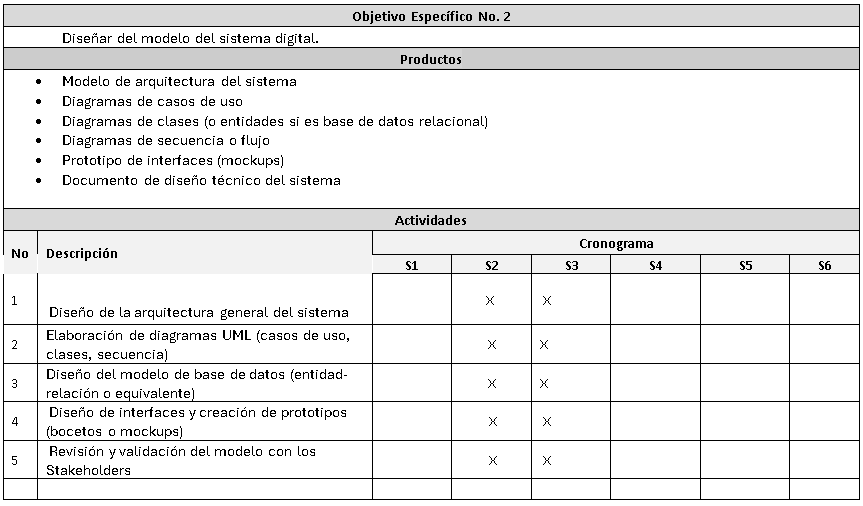 Objetivo Específico No. 2
Diseñar del modelo del sistema digital.
Productos
• Modelo de arquitectura del sistema
• Diagramas de casos de uso
• Diagramas de clases (o entidades si es base de datos relacional)
• Diagramas de secuencia o flujo
• Prototipo de interfaces (mockups)
• Documento de diseño técnico del sistema
Actividades
No Descripción Cronograma
S1 S2 S3 S4 S5 S6
1 Diseño de la arquitectura general del sistema X X
2 Elaboración de diagramas UML (casos de uso,
clases, secuencia) X X
3 Diseño del modelo de base de datos (entidad-
relación o equivalente) X X
4 Diseño de interfaces y creación de prototipos
(bocetos o mockups) X X
5 Revisión y validación del modelo con los
Stakeholders X X